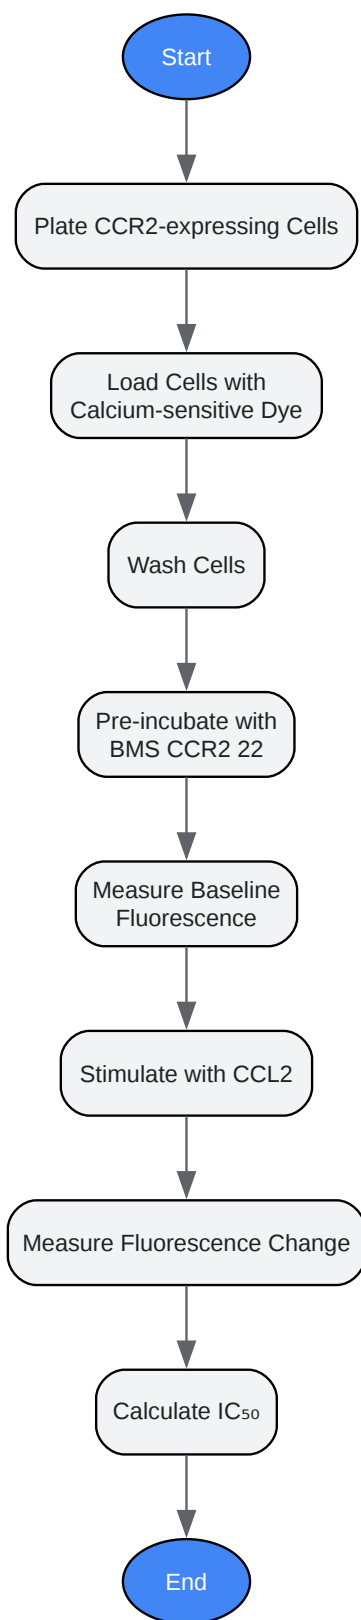 Start
Plate CCR2-expressing Cells
Load Cells with
Calcium-sensitive Dye
Wash Cells
Pre-incubate with
BMS CCR2 22
Measure Baseline
Fluorescence
Stimulate with CCL2
Measure Fluorescence Change
Calculate IC₅₀
End